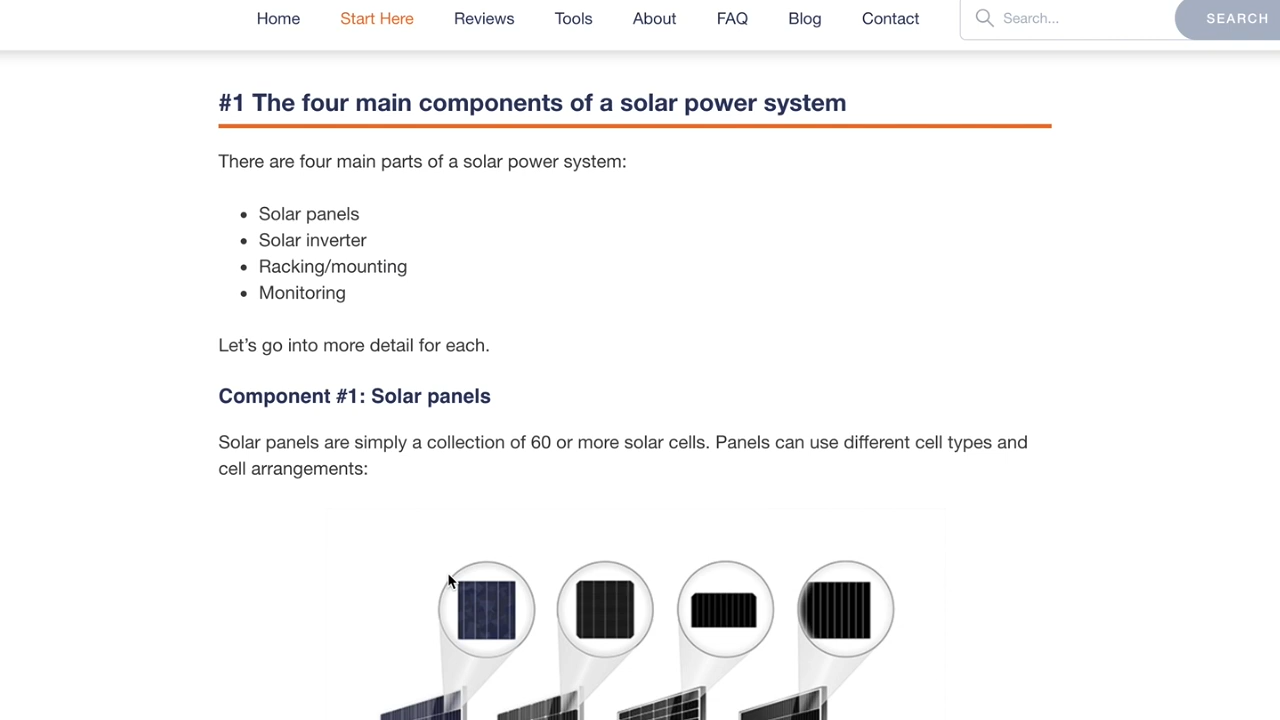 Home Start Here Reviews Tools About FAQ Blog Contact Search... SEARCH
#1 The four main components of a solar power system
There are four main parts of a solar power system:
• Solar panels
• Solar inverter
• Racking/mounting
• Monitoring
Let’s go into more detail for each.
Component #1: Solar panels
Solar panels are simply a collection of 60 or more solar cells. Panels can use different cell types and
cell arrangements: